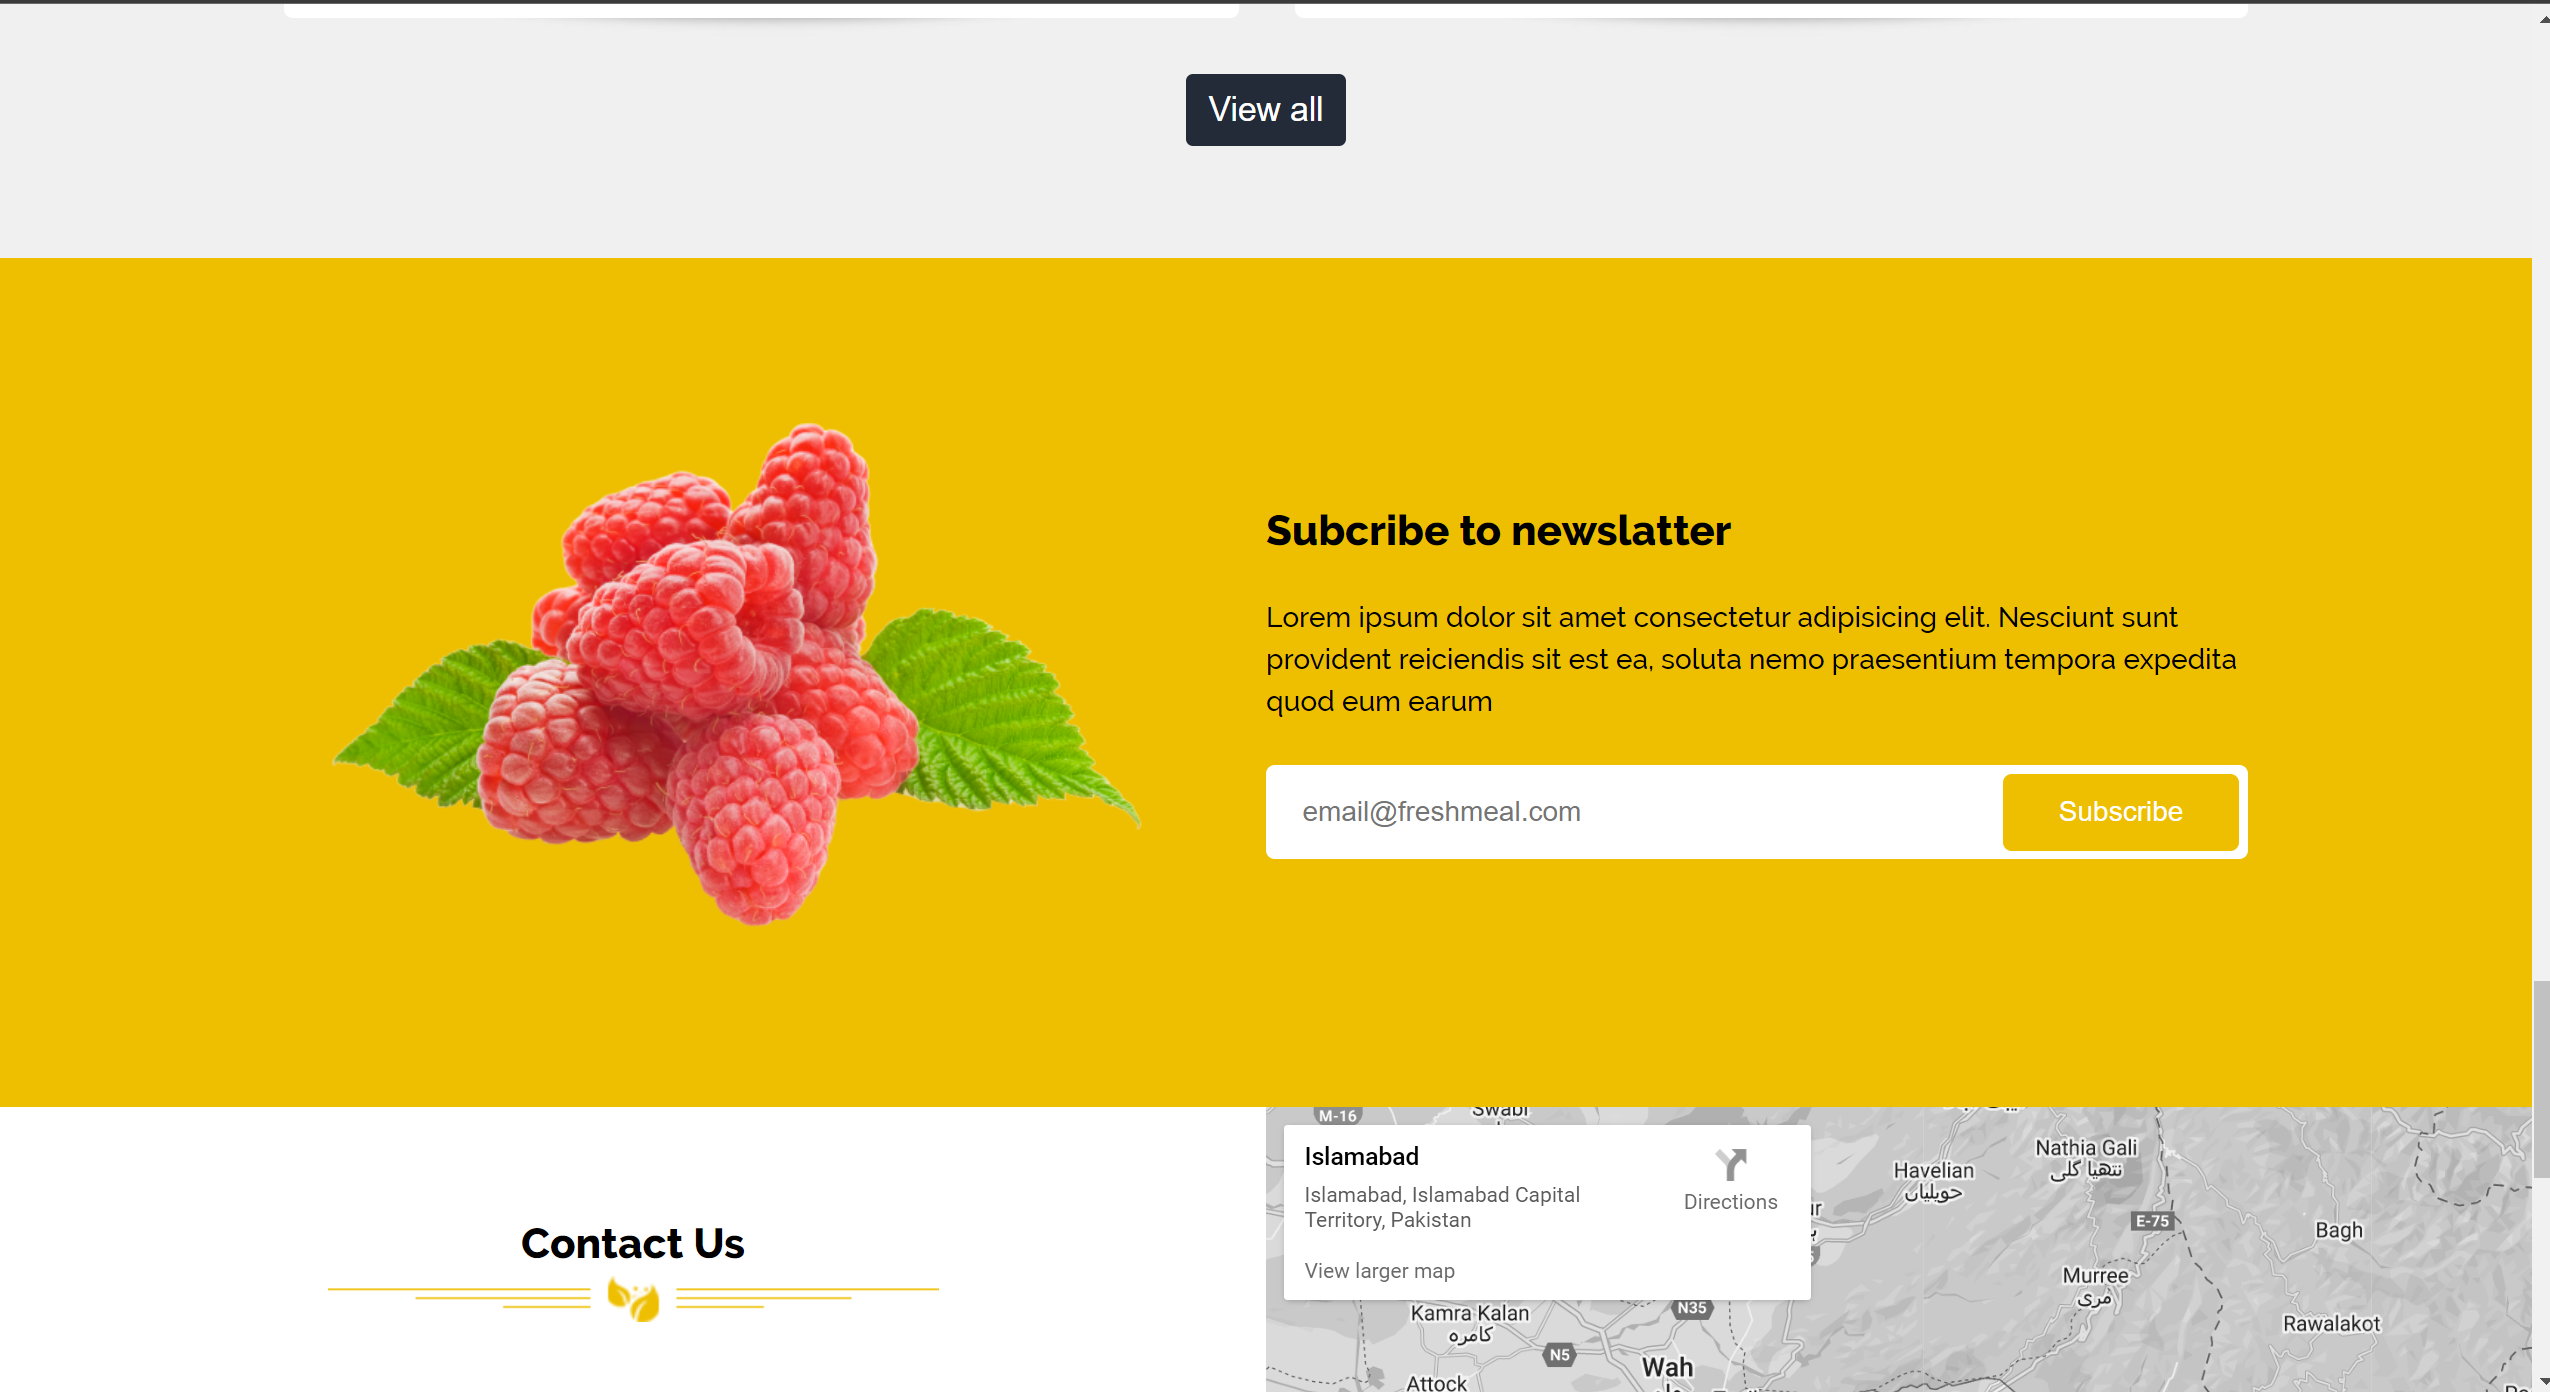 View all
Subcribe to newslatter
Lorem ipsum dolor sit amet consectetur adipisicing elit. Nesciunt sunt
provident reiciendis sit est ea, soluta nemo praesentium tempora expedita
quod eum earum
email@freshmeal.com
Subscribe
Contact Us
M-16
Swabi
Islamabad
Islamabad, Islamabad Capital
Territory, Pakistan
Directions
View larger map
Nathia Gali
نتھیا گلی
Havelian
حویلیاں
E-75
Bagh
Murree
مری
N35
Kamra Kalan
کامرہ
Rawalakot
N5
Wah
Attock